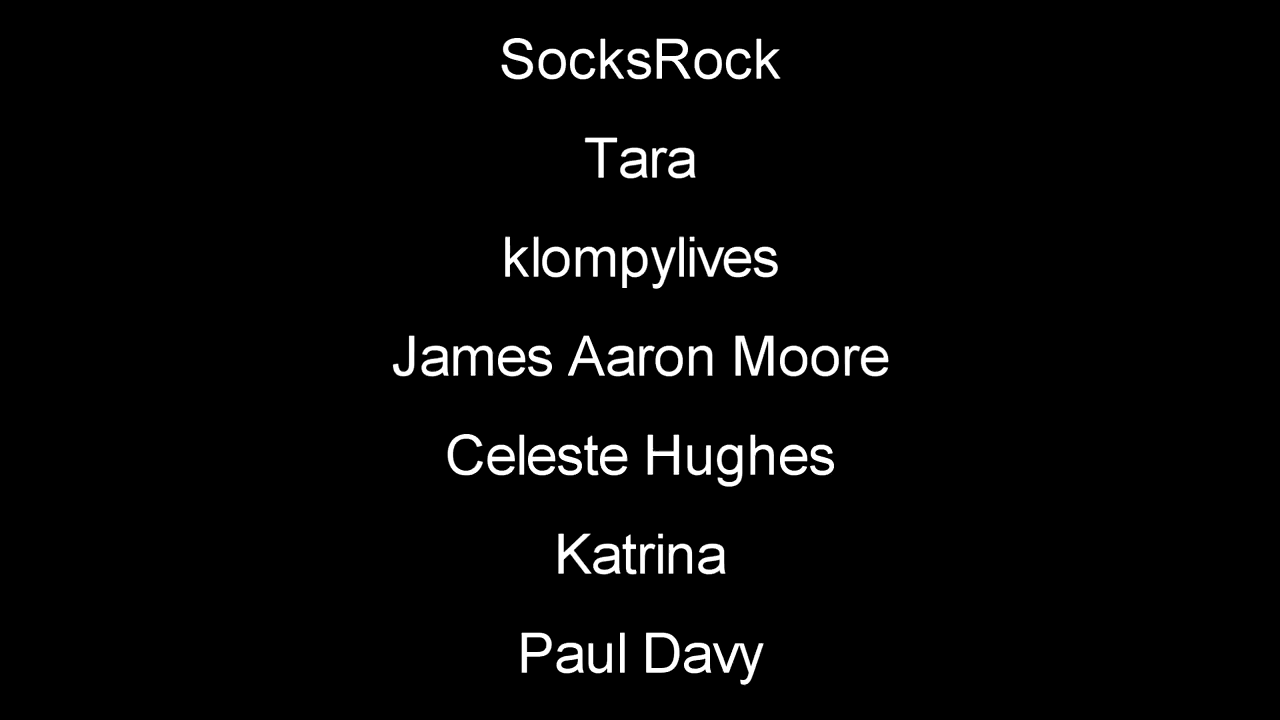 SocksRock
Tara
klompylives
James Aaron Moore
Celeste Hughes
Katrina
Paul Davy